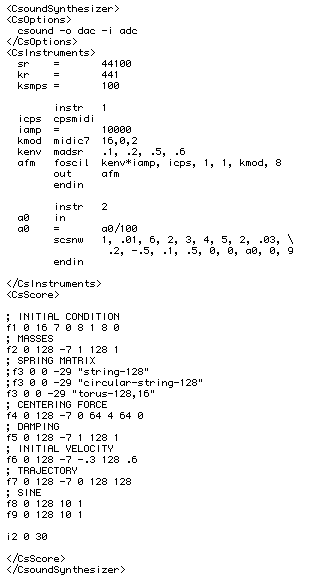 <CsoundSynthesizer>
<CsOptions>
csound -o dac -i adc
</CsOptions>
<CsInstruments>
sr = 44100
kr = 441
ksmps = 100
instr 1
icps cpsmidi
iamp = 10000
kmod midic7 16,0,2
kenv madsr .1, .2, .5, .6
afm foscil kenv*iamp, icps, 1, 1, kmod, 8
out afm
endin
instr 2
a0 in
a0 = a0/100
scsnw 1, .01, 6, 2, 3, 4, 5, 2, .03, \
.2, -.5, .1, .5, 0, 0, a0, 0, 9
endin
</CsInstruments>
<CsScore>
; INITIAL CONDITION
f1 0 16 7 0 8 1 8 0
; MASSES
f2 0 128 -7 1 128 1
; SPRING MATRIX
;f3 0 0 -29 "string-128"
;f3 0 0 -29 "circular-string-128"
f3 0 0 -29 "torus-128,16"
; CENTERING FORCE
f4 0 128 -7 0 64 4 64 0
; DAMPING
f5 0 128 -7 1 128 1
; INITIAL VELOCITY
f6 0 128 -7 -.3 128 .6
; TRAJECTORY
f7 0 128 -7 0 128 128
; SINE
f8 0 128 10 1
f9 0 128 10 1
i2 0 30
</CsScore>
</CsoundSynthesizer>